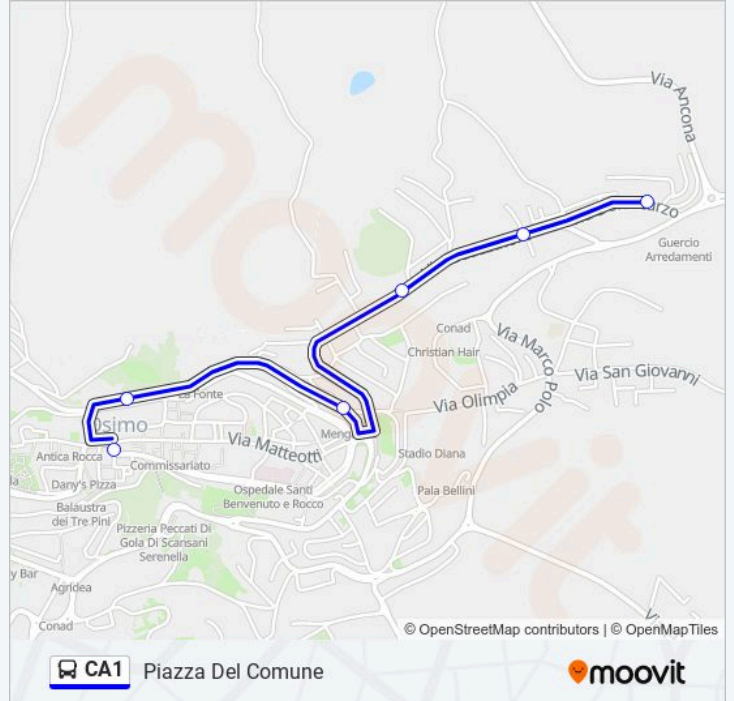 Via Ancona
arzo
Guercio
Arredamenti
Conad
Christian Hair
Via Marco Polo
Via San Giovanni
Via Olimpia
La Fonte
Osimo
Via Matteotti
Meng
Antica Rocca
Commissariato
Stadio Diana
Dany's Pizza
Ospedale Santi
Benvenuto e Rocco
Pala Bellini
Balaustra
dei Tre Pini
Pizzeria Peccati Di
Gola Di Scansani
Serenella
y Bar
Agridea
Conad
© OpenStreetMap contributors | © OpenMapTiles
CA1 Piazza Del Comune
moovit
moovit